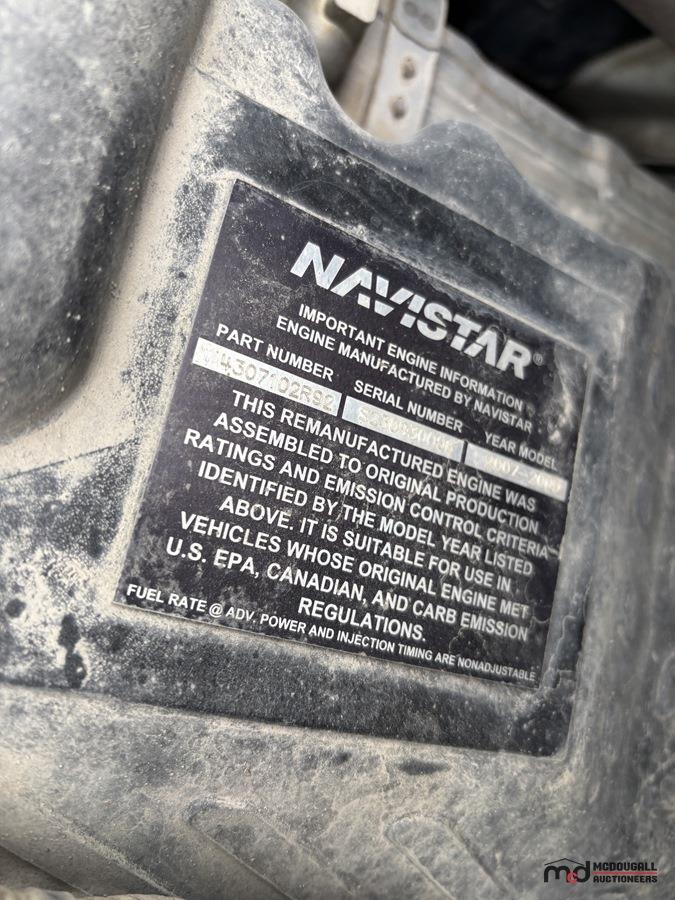 NAVISTAR®
IMPORTANT ENGINE INFORMATION
ENGINE MANUFACTURED BY NAVISTAR
PART NUMBER SERIAL NUMBER YEAR MODEL
THIS REMANUFACTURED ENGINE WAS
ASSEMBLED TO ORIGINAL PRODUCTION
RATINGS AND EMISSION CONTROL CRITERIA
IDENTIFIED BY THE MODEL YEAR LISTED
ABOVE. IT IS SUITABLE FOR USE IN
VEHICLES WHOSE ORIGINAL ENGINE MET
U.S. EPA, CANADIAN, AND CARB EMISSION
REGULATIONS.
FUEL RATE @ ADV. POWER AND INJECTION TIMING ARE NONADJUSTABLE
md MCDOUGALL
AUCTIONEERS